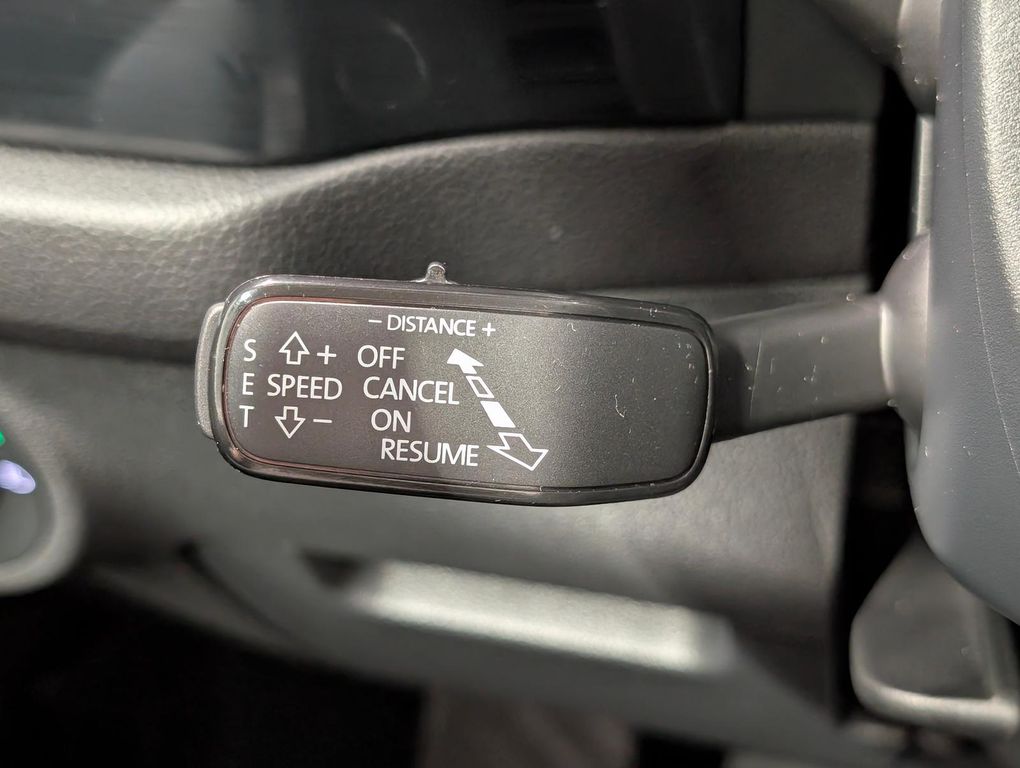 − DISTANCE +
S + OFF
E SPEED CANCEL
T − ON
RESUME